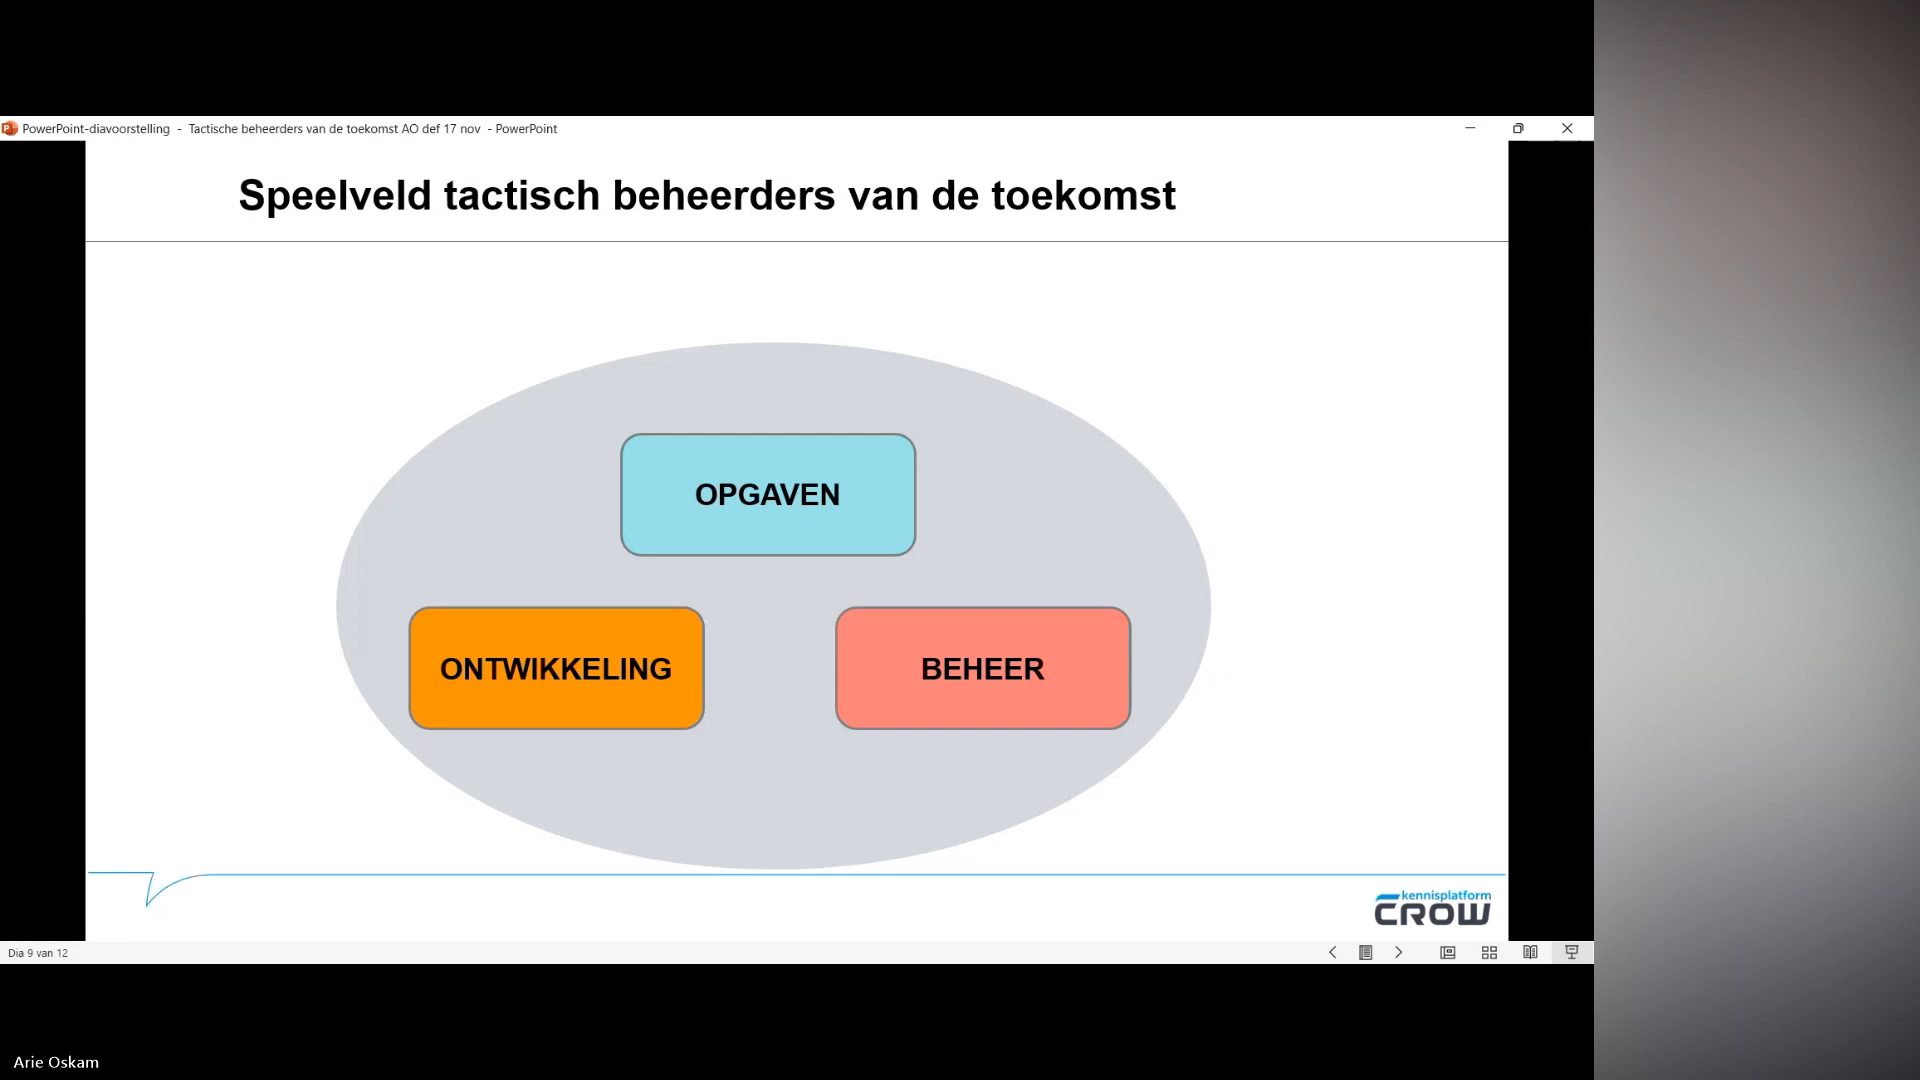 PowerPoint-diavoorstelling - Tactische beheerders van de toekomst AO def 17 nov - PowerPoint
Speelveld tactisch beheerders van de toekomst
OPGAVEN
ONTWIKKELING
BEHEER
kennisplatform
CROW
Dia 9 van 12
Arie Oskam